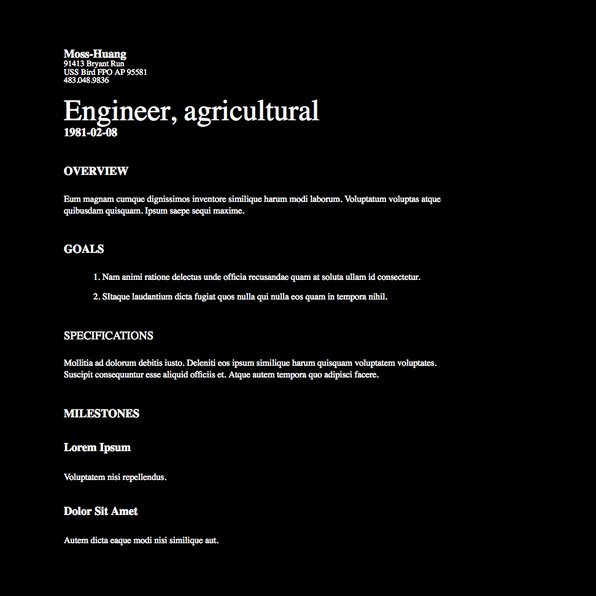 Moss-Huang
91413 Bryant Run
USS Bird FPO AP 95581
483.048.9836
Engineer, agricultural
1981-02-08
OVERVIEW
Eum magnam cumque dignissimos inventore similique harum modi laborum. Voluptatum voluptas atque
quibusdam quisquam. Ipsum saepe sequi maxime.
GOALS
1. Nam animi ratione delectus unde officia recusandae quam at soluta ullam id consectetur.
2. SItaque laudantium dicta fugiat quos nulla qui nulla eos quam in tempora nihil.
SPECIFICATIONS
Mollitia ad dolorum debitis iusto. Deleniti eos ipsum similique harum quisquam voluptatem voluptates.
Suscipit consequuntur esse aliquid officiis et. Atque autem tempora quo adipisci facere.
MILESTONES
Lorem Ipsum
Voluptatem nisi repellendus.
Dolor Sit Amet
Autem dicta eaque modi nisi similique aut.